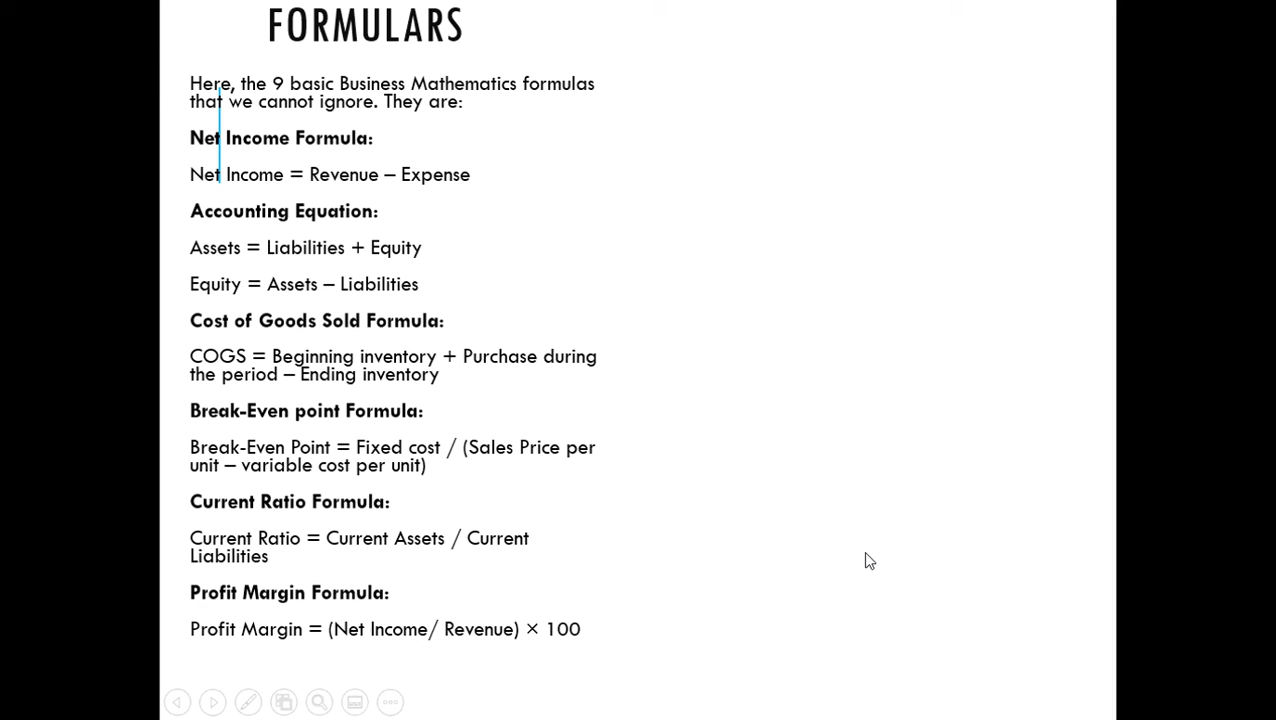 FORMULARS
Here, the 9 basic Business Mathematics formulas
that we cannot ignore. They are:
Net Income Formula:
Net Income = Revenue – Expense
Accounting Equation:
Assets = Liabilities + Equity
Equity = Assets – Liabilities
Cost of Goods Sold Formula:
COGS = Beginning inventory + Purchase during
the period – Ending inventory
Break-Even point Formula:
Break-Even Point = Fixed cost / (Sales Price per
unit – variable cost per unit)
Current Ratio Formula:
Current Ratio = Current Assets / Current
Liabilities
Profit Margin Formula:
Profit Margin = (Net Income/ Revenue) × 100